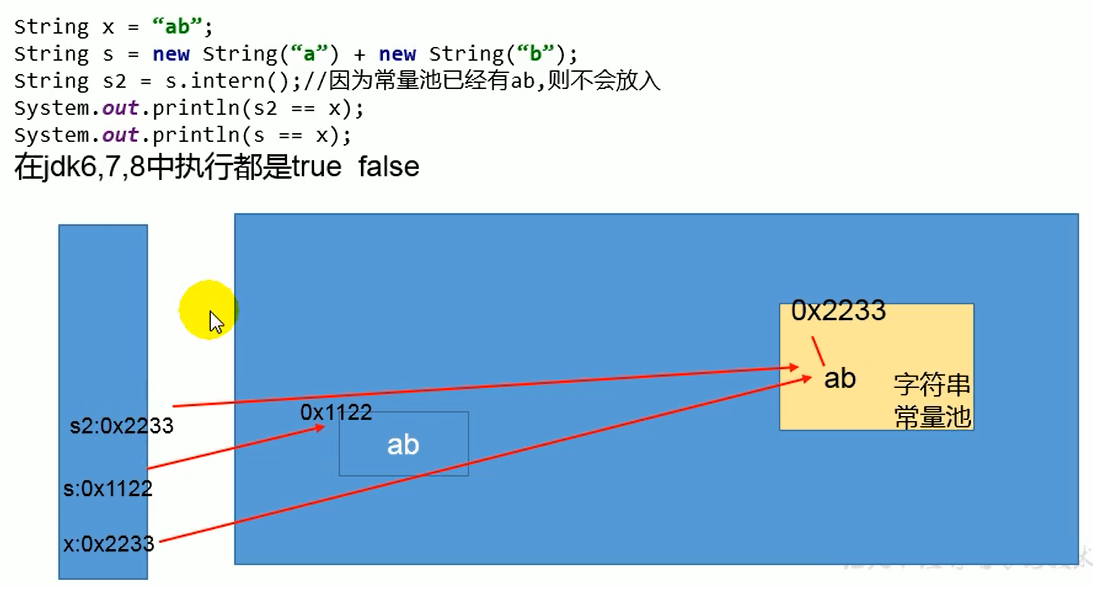 String x = “ab”;
String s = new String(“a”) + new String(“b”);
String s2 = s.intern();//因为常量池已经有ab,则不会放入
System.out.println(s2 == x);
System.out.println(s == x);
在jdk6,7,8中执行都是true false
0x2233
ab
字符串
常量池
0x1122
ab
s2:0x2233
s:0x1122
x:0x2233